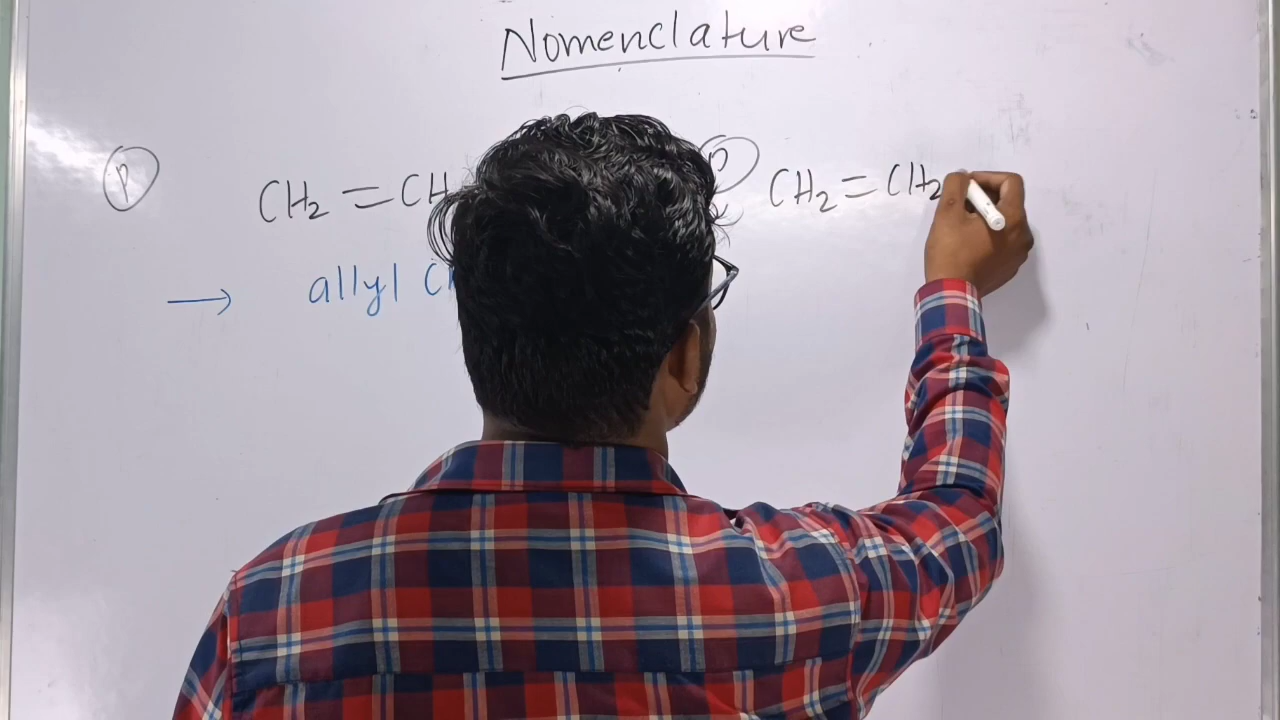 Nomenclature
P CH₂ = CH P CH₂ = CH₂
→ allyl